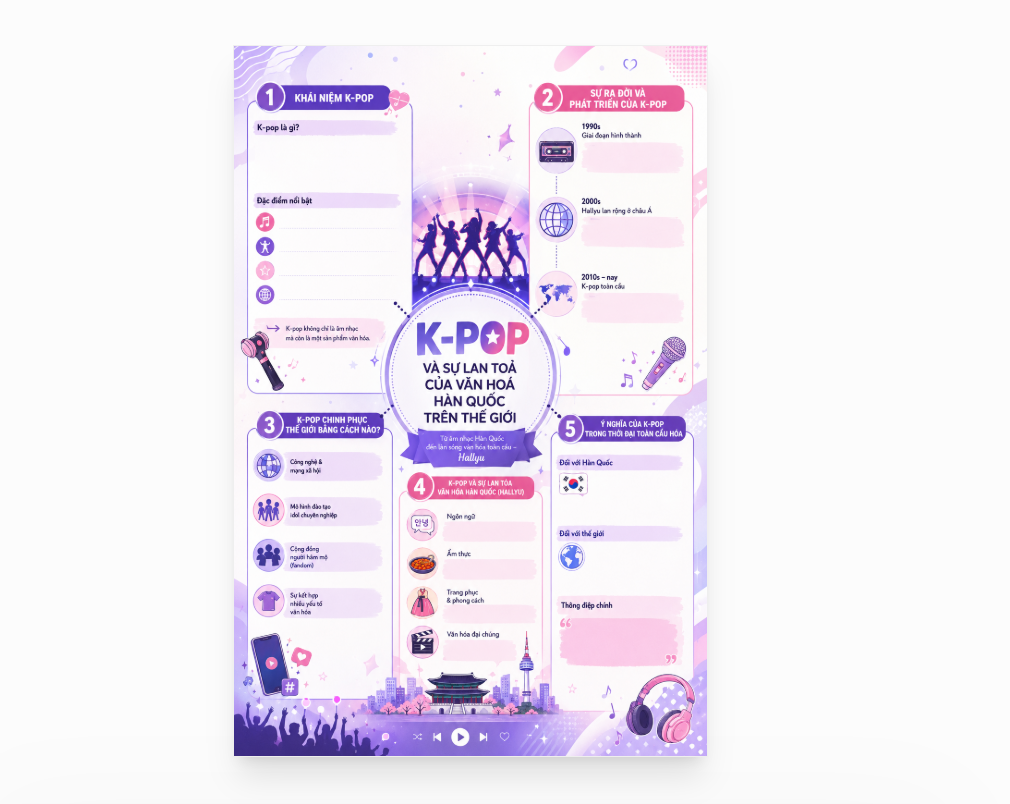 1
KHÁI NIỆM K-POP
K-pop là gì?
Đặc điểm nổi bật
K-pop không chỉ là âm nhạc
mà còn là một sản phẩm văn hóa.
2
SỰ RA ĐỜI VÀ
PHÁT TRIỂN CỦA K-POP
1990s
Giai đoạn hình thành
2000s
Hallyu lan rộng ở châu Á
2010s – nay
K-pop toàn cầu
K-POP
VÀ SỰ LAN TOẢ
CỦA VĂN HOÁ
HÀN QUỐC
TRÊN THẾ GIỚI
Từ âm nhạc Hàn Quốc
đến làn sóng văn hóa toàn cầu –
Hallyu
3
K-POP CHINH PHỤC
THẾ GIỚI BẰNG CÁCH NÀO?
Công nghệ &
mạng xã hội
Mô hình đào tạo
idol chuyên nghiệp
Cộng đồng
người hâm mộ
(fandom)
Sự kết hợp
nhiều yếu tố
văn hóa
#
4
K-POP VÀ SỰ LAN TỎA
VĂN HÓA HÀN QUỐC (HALLYU)
안녕
Ngôn ngữ
Ẩm thực
Trang phục
& phong cách
Văn hóa đại chúng
5
Ý NGHĨA CỦA K-POP
TRONG THỜI ĐẠI TOÀN CẦU HÓA
Đối với Hàn Quốc
Đối với thế giới
Thông điệp chính
“
”